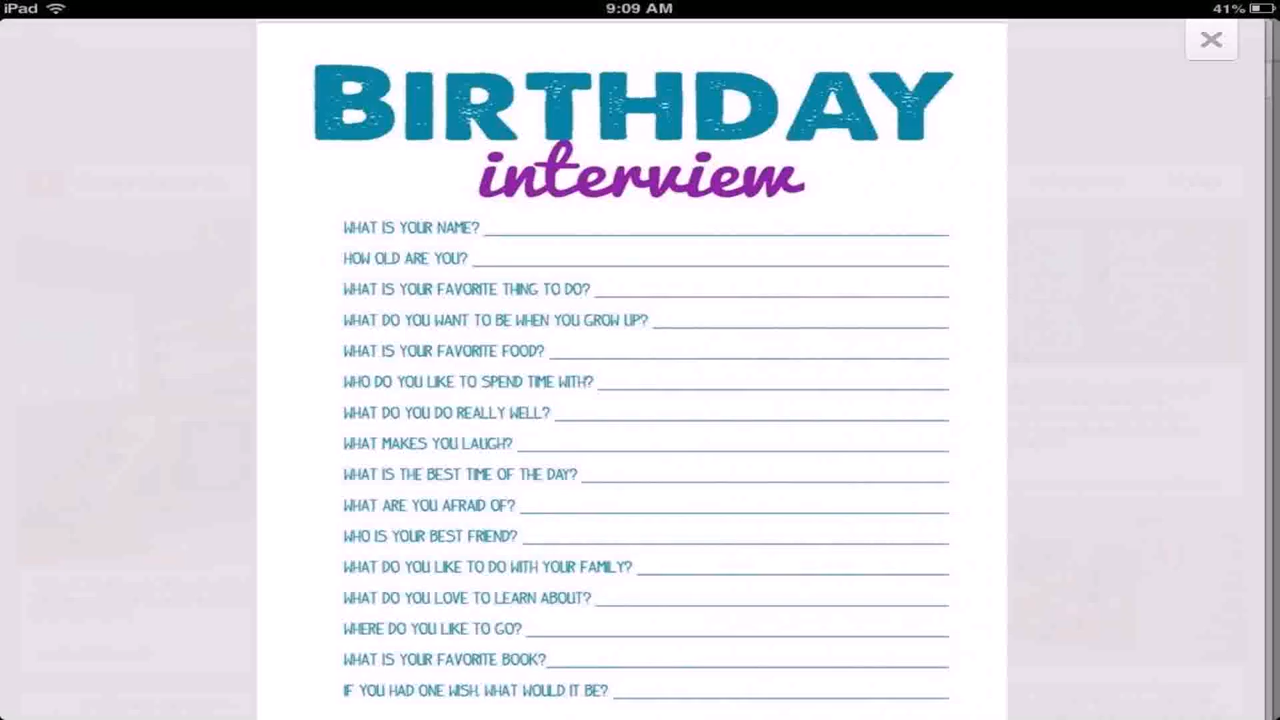 iPad 9:09 AM 41%
BIRTHDAY
interview
WHAT IS YOUR NAME?
HOW OLD ARE YOU?
WHAT IS YOUR FAVORITE THING TO DO?
WHAT DO YOU WANT TO BE WHEN YOU GROW UP?
WHAT IS YOUR FAVORITE FOOD?
WHO DO YOU LIKE TO SPEND TIME WITH?
WHAT DO YOU DO REALLY WELL?
WHAT MAKES YOU LAUGH?
WHAT IS THE BEST TIME OF THE DAY?
WHAT ARE YOU AFRAID OF?
WHO IS YOUR BEST FRIEND?
WHAT DO YOU LIKE TO DO WITH YOUR FAMILY?
WHAT DO YOU LOVE TO LEARN ABOUT?
WHERE DO YOU LIKE TO GO?
WHAT IS YOUR FAVORITE BOOK?
IF YOU HAD ONE WISH, WHAT WOULD IT BE?